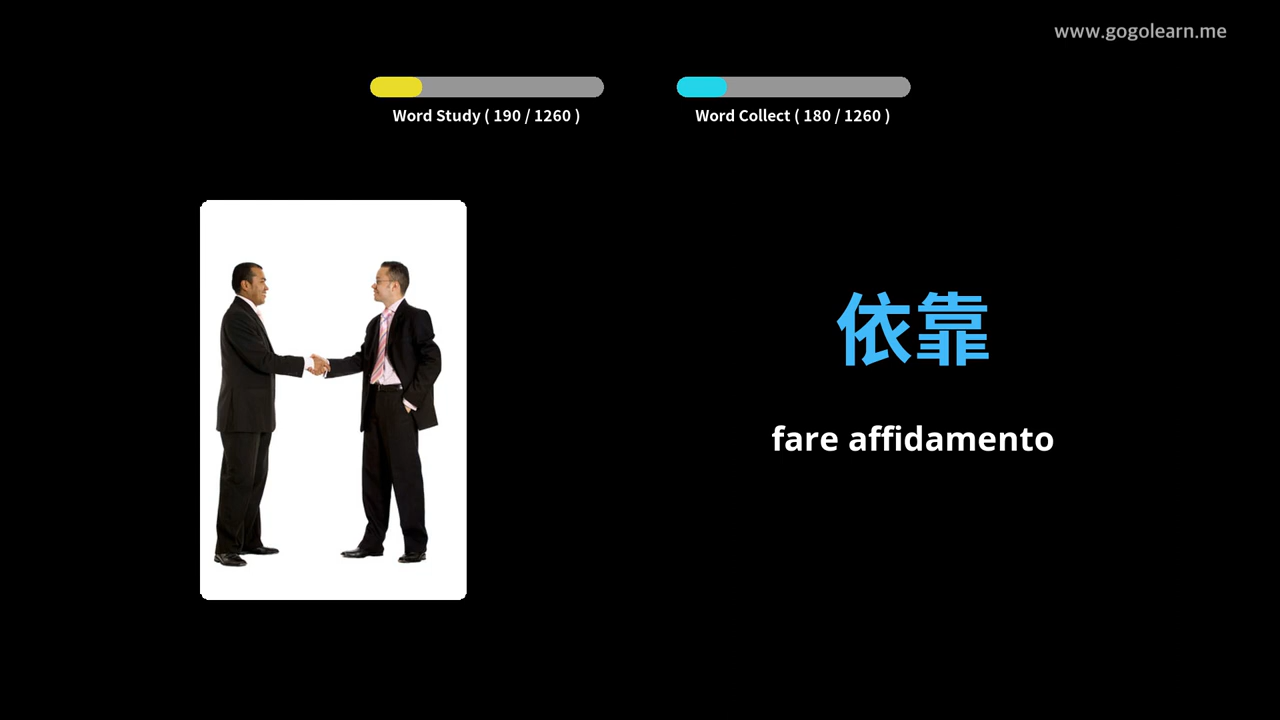 www.gogolearn.me
Word Study ( 190 / 1260 )
Word Collect ( 180 / 1260 )
依靠
fare affidamento